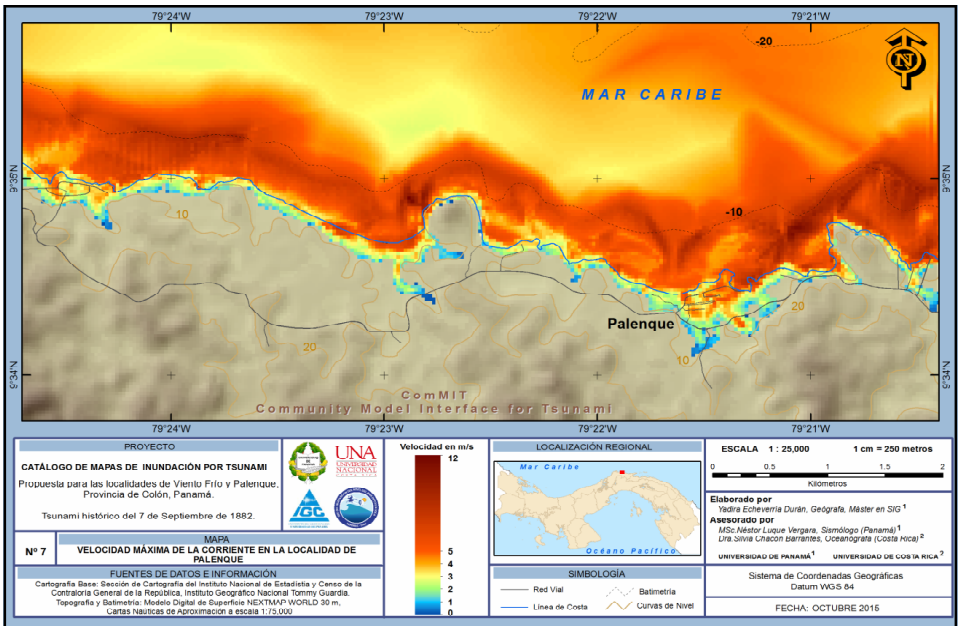 79°24'W 79°23'W 79°22'W 79°21'W
-20
MAR CARIBE
N
9°35'N 9°35'N
10
-10
20
Palenque
20
10
9°34'N 9°34'N
ComMIT
Community Model Interface for Tsunami
79°24'W 79°23'W 79°22'W 79°21'W
PROYECTO
CATÁLOGO DE MAPAS DE INUNDACIÓN POR TSUNAMI
Propuesta para las localidades de Viento Frío y Palenque,
Provincia de Colón, Panamá.
Tsunami histórico del 7 de Septiembre de 1882.
Nº 7
MAPA
VELOCIDAD MÁXIMA DE LA CORRIENTE EN LA LOCALIDAD DE
PALENQUE
FUENTES DE DATOS E INFORMACIÓN
Cartografía Base: Sección de Cartografía del Instituto Nacional de Estadistia y Censo de la
Contraloría General de la República, Instituto Geográfico Nacional Tommy Guardia.
Topografía y Batimetría: Modelo Digital de Superficie NEXTMAP WORLD 30 m,
Cartas Naúticas de Aproximación a escala 1:75,000
UNA
UNIVERSIDAD
NACIONAL
COSTA RICA
IGC
Velocidad en m/s
12
5
4
3
2
1
0
LOCALIZACIÓN REGIONAL
Mar Caribe
Océano Pacífico
SIMBOLOGÍA
Red Vial
Batimetría
Línea de Costa
Curvas de Nivel
ESCALA 1 : 25,000 1 cm = 250 metros
0 0.5 1 1.5 2
Kilómetros
Elaborado por
Yadira Echeverría Durán, Geógrafa, Máster en SIG 1
Asesorado por
MSc.Néstor Luque Vergara, Sismólogo (Panamá) 1
Dra.Silvia Chacón Barrantes, Oceanógrafa (Costa Rica) 2
UNIVERSIDAD DE PANAMÁ 1 UNIVERSIDAD DE COSTA RICA 2
Sistema de Coordenadas Geográficas
Datum WGS 84
FECHA: OCTUBRE 2015